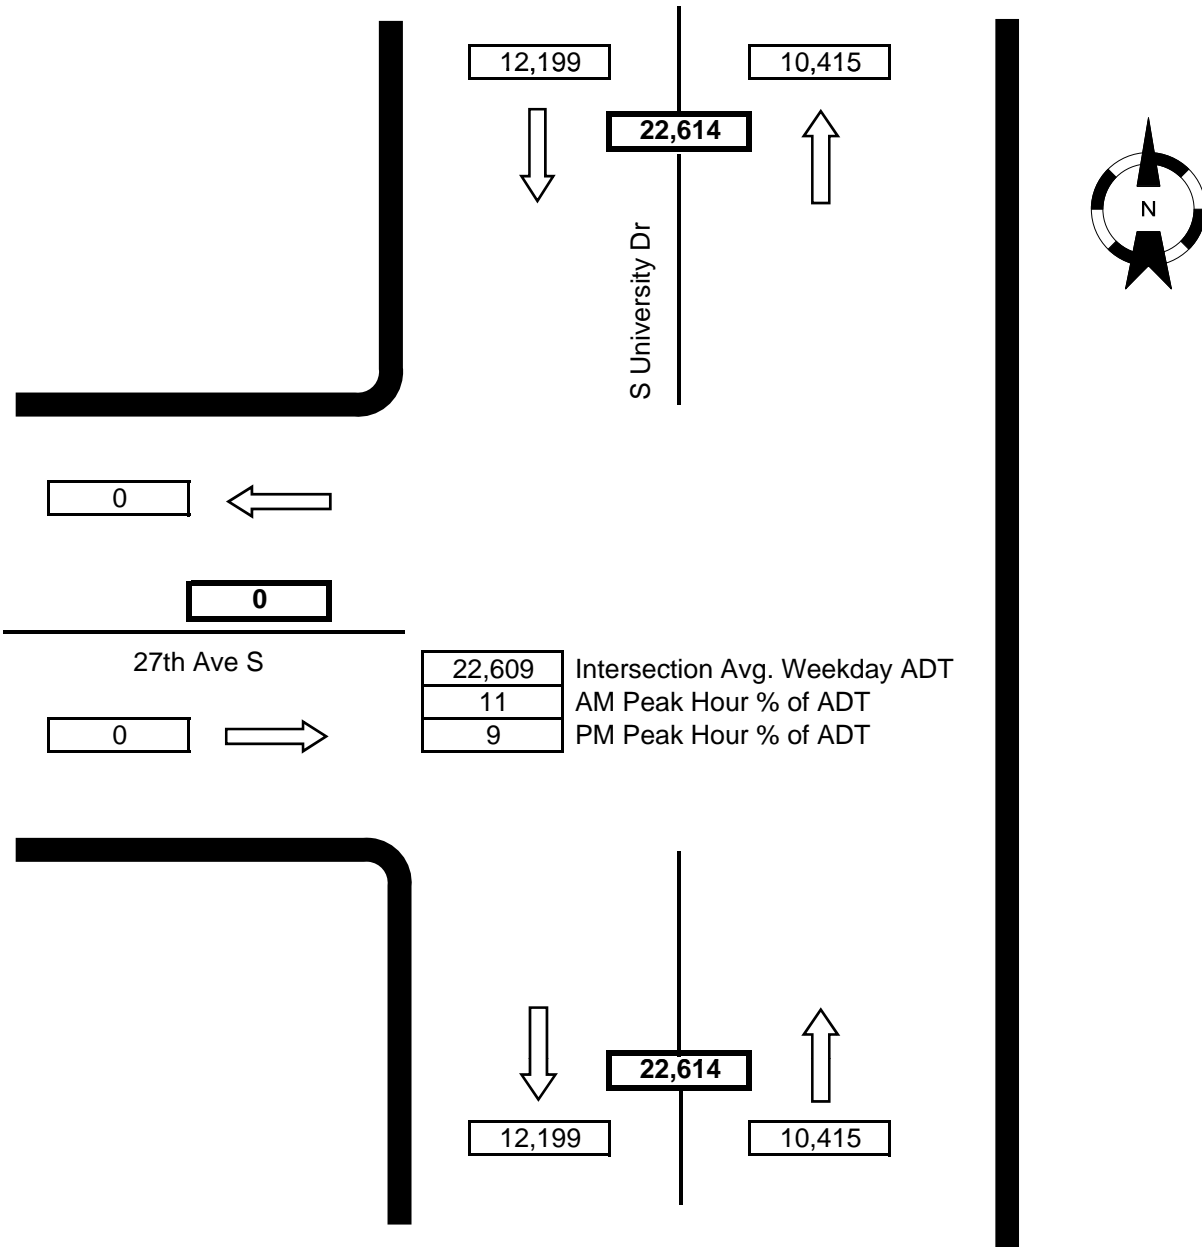 12,199 10,415
22,614
N
S University Dr
0
0
27th Ave S
22,609 Intersection Avg. Weekday ADT
11 AM Peak Hour % of ADT
0 9 PM Peak Hour % of ADT
22,614
12,199 10,415